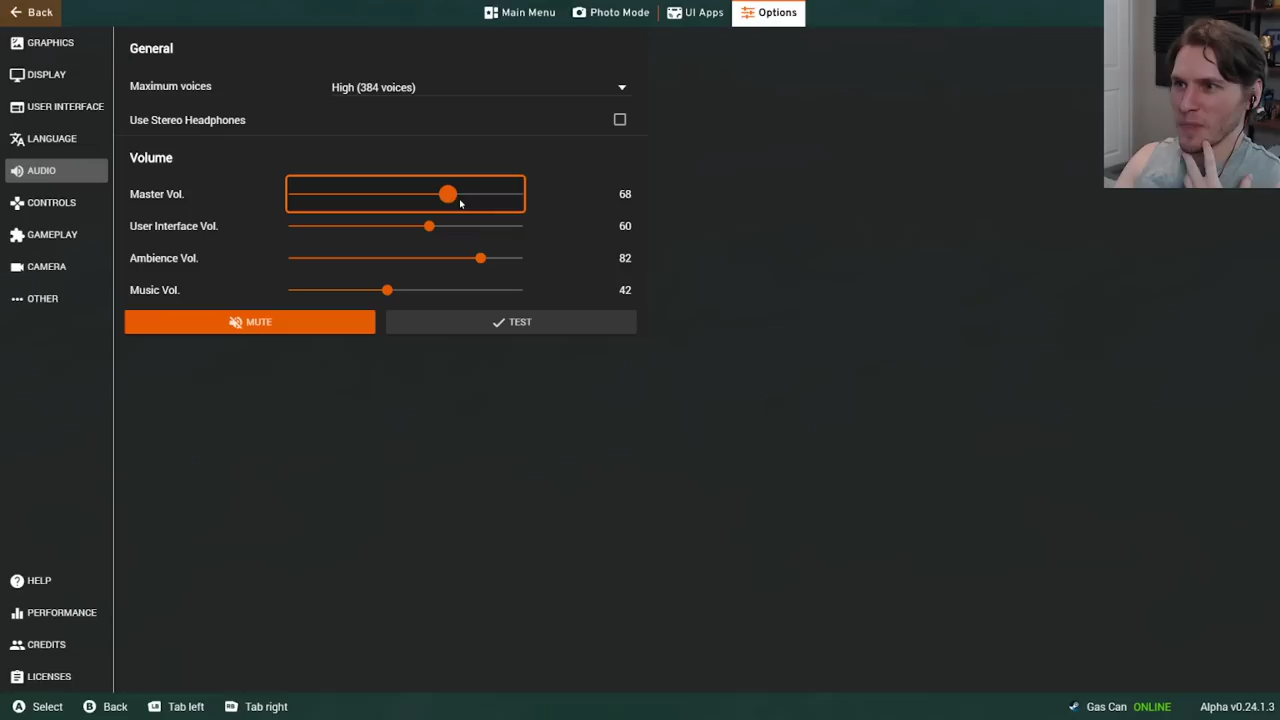 Back
Main Menu
Photo Mode
UI Apps
Options
GRAPHICS
DISPLAY
USER INTERFACE
LANGUAGE
AUDIO
CONTROLS
GAMEPLAY
CAMERA
OTHER
HELP
PERFORMANCE
CREDITS
LICENSES
General
Maximum voices High (384 voices)
Use Stereo Headphones
Volume
Master Vol. 68
User Interface Vol. 60
Ambience Vol. 82
Music Vol. 42
MUTE TEST
A Select B Back LB Tab left RB Tab right
Gas Can ONLINE Alpha v0.24.1.3